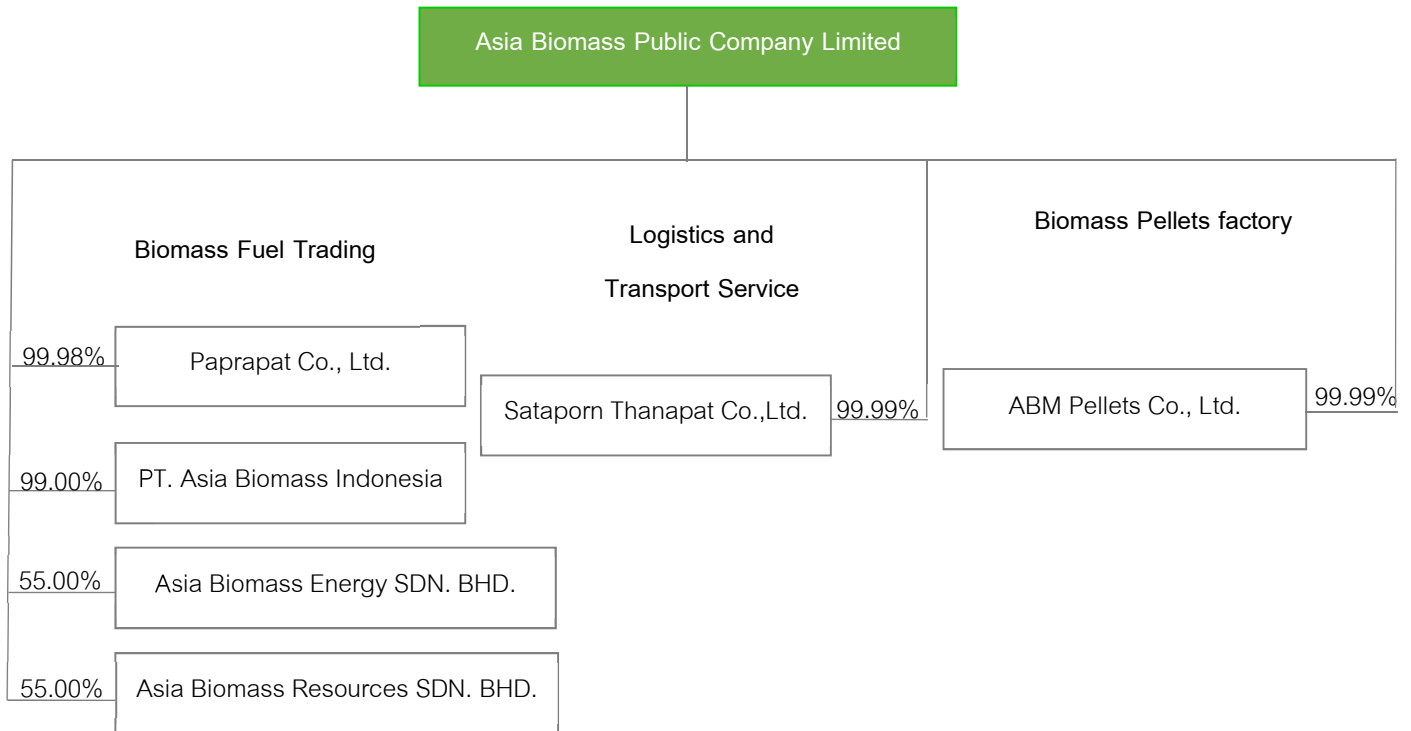 Asia Biomass Public Company Limited
Biomass Fuel Trading
99.98%
Paprapat Co., Ltd.
99.00%
PT. Asia Biomass Indonesia
55.00%
Asia Biomass Energy SDN. BHD.
55.00%
Asia Biomass Resources SDN. BHD.
Logistics and
Transport Service
Sataporn Thanapat Co.,Ltd.
99.99%
Biomass Pellets factory
ABM Pellets Co., Ltd.
99.99%